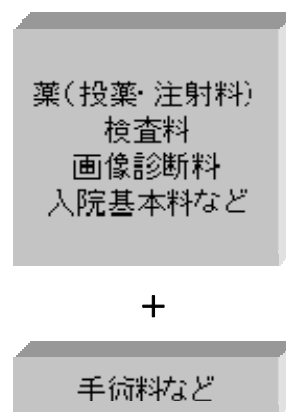 薬(投薬・注射料)
検査料
画像診断料
入院基本料など
+
手術料など